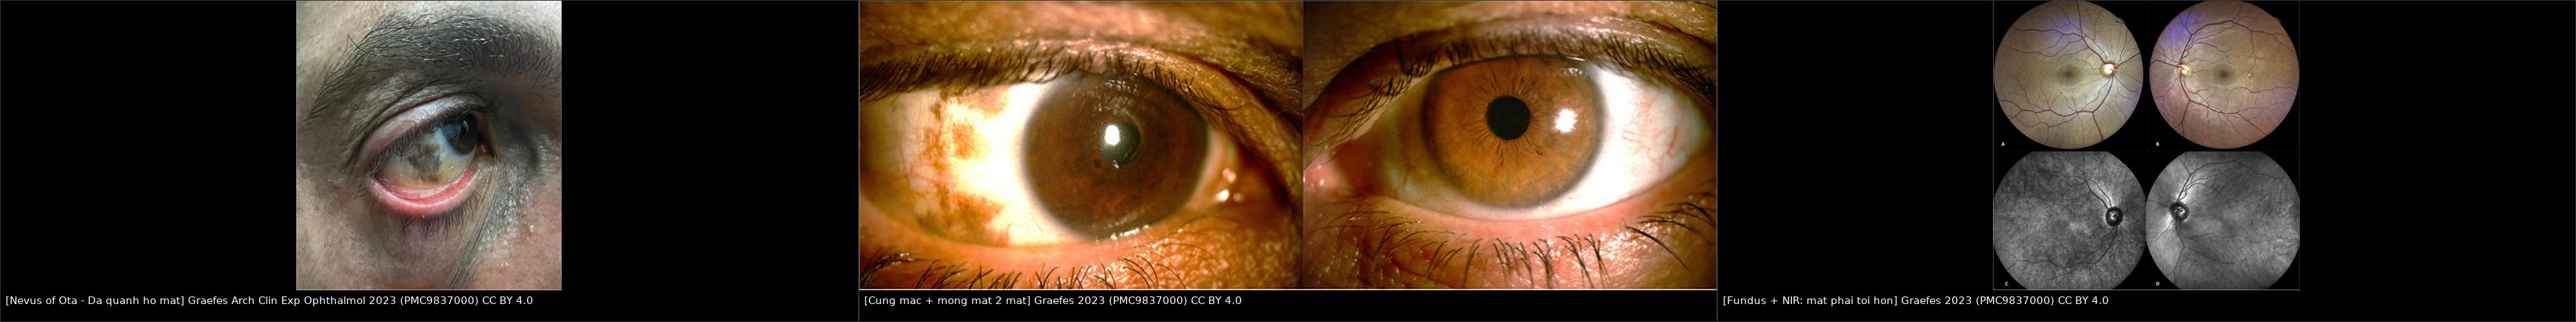 A
B
C
D
[Nevus of Ota - Da quanh ho mat] Graefes Arch Clin Exp Ophthalmol 2023 (PMC9837000) CC BY 4.0
[Cung mac + mong mat 2 mat] Graefes 2023 (PMC9837000) CC BY 4.0
[Fundus + NIR: mat phai toi hon] Graefes 2023 (PMC9837000) CC BY 4.0